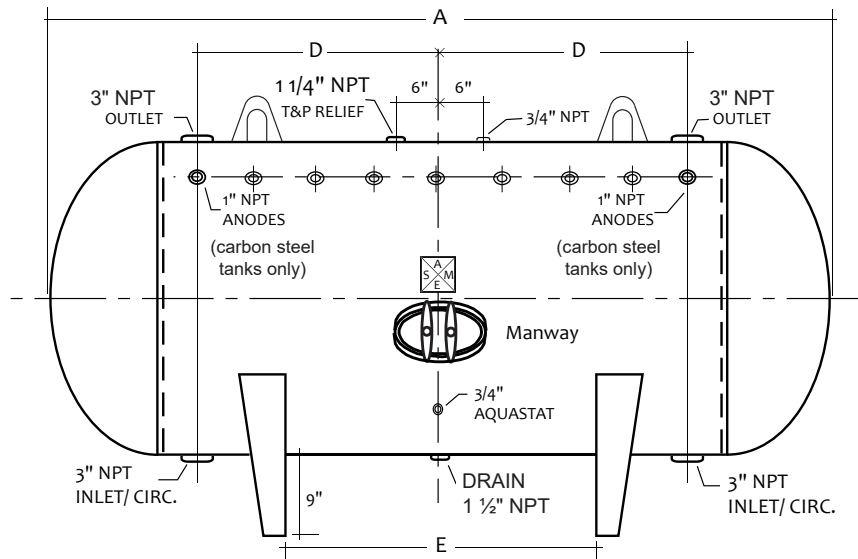 A
D
D
6"
6"
1 1/4" NPT
T&P RELIEF
3" NPT
OUTLET
3/4" NPT
3" NPT
OUTLET
1" NPT
ANODES
(carbon steel
tanks only)
1" NPT
ANODES
(carbon steel
tanks only)
A
S M
E
Manway
3/4"
AQUASTAT
3" NPT
INLET/ CIRC.
9"
DRAIN
1 ½" NPT
3" NPT
INLET/ CIRC.
E